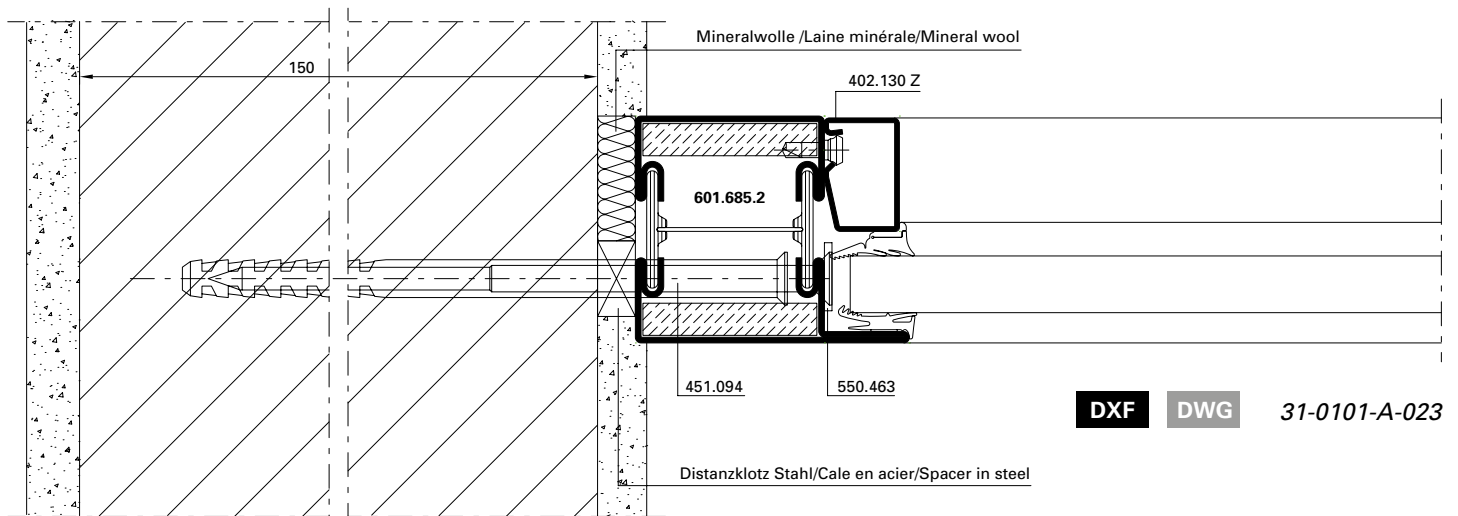 Mineralwolle /Laine minérale/Mineral wool
150
402.130 Z
601.685.2
451.094
550.463
DXF DWG 31-0101-A-023
Distanzklotz Stahl/Cale en acier/Spacer in steel